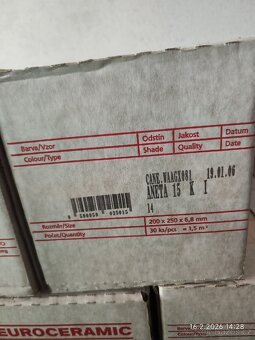 Barva/Vzor Odstín Jakost Datum
Colour/Type Shade Quality Date
CANE.WAAGX081 19.01.06
ANETA 15 K I
14
Rozměr/Size 200 x 250 x 6,8 mm
Počet/Quantity 30 ks/pcs = 1,5 m²
EUROCERAMIC
16.2.2026 14:28